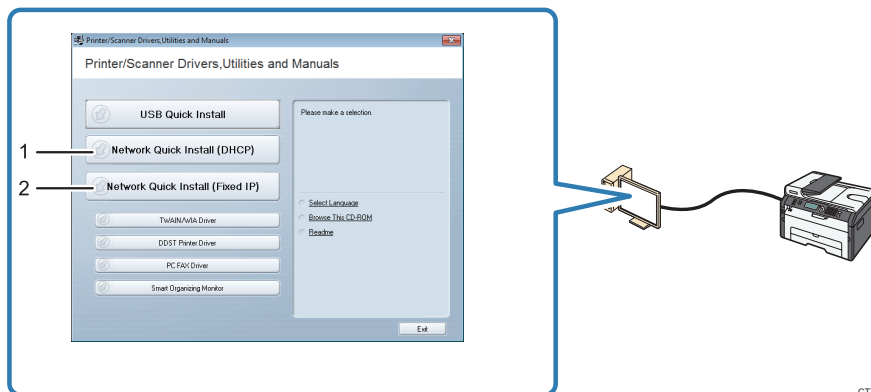 Printer/Scanner Drivers,Utilities and Manuals
Printer/Scanner Drivers,Utilities and Manuals
USB Quick Install
Please make a selection.
1
Network Quick Install (DHCP)
2
Network Quick Install (Fixed IP)
Select Language
TWAIN/WIA Driver
Browse This CD-ROM
Readme
DDST Printer Driver
PC FAX Driver
Smart Organizing Monitor
Exit